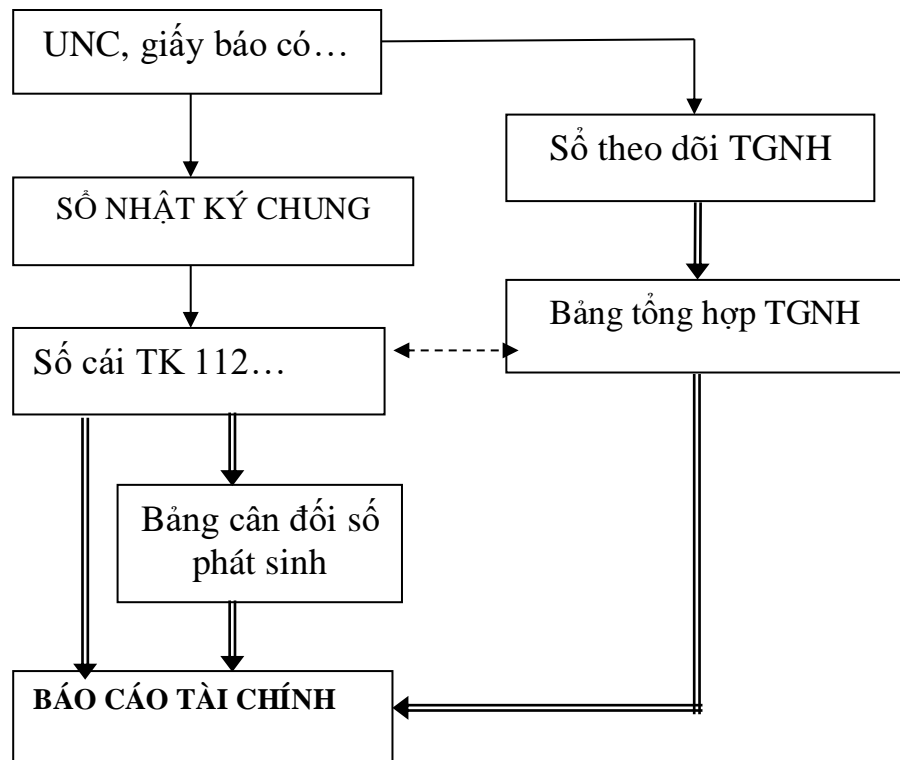 UNC, giấy báo có…
Sổ theo dõi TGNH
SỔ NHẬT KÝ CHUNG
Bảng tổng hợp TGNH
Số cái TK 112…
Bảng cân đối số
phát sinh
BÁO CÁO TÀI CHÍNH